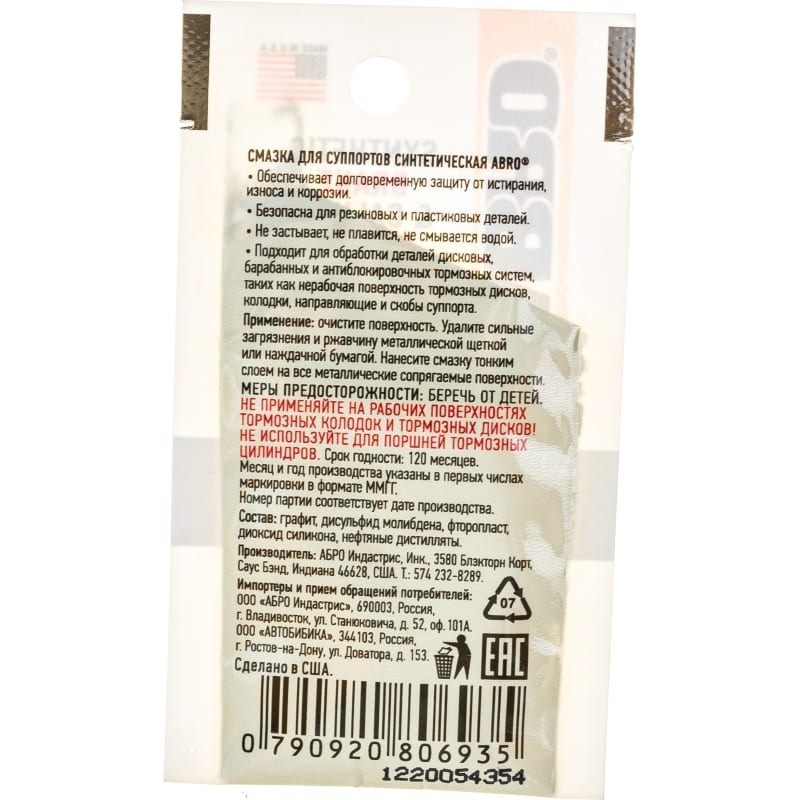 MADE IN U.S.A.
ABRO®
SYNTHETIC
СМАЗКА ДЛЯ СУППОРТОВ СИНТЕТИЧЕСКАЯ ABRO®
• Обеспечивает долговременную защиту от истирания,
износа и коррозии.
• Безопасна для резиновых и пластиковых деталей.
• Не застывает, не плавится, не смывается водой.
• Подходит для обработки деталей дисковых,
барабанных и антиблокировочных тормозных систем,
таких как нерабочая поверхность тормозных дисков,
колодки, направляющие и скобы суппорта.
Применение: очистите поверхность. Удалите сильные
загрязнения и ржавчину металлической щеткой
или наждачной бумагой. Нанесите смазку тонким
слоем на все металлические сопрягаемые поверхности.
МЕРЫ ПРЕДОСТОРОЖНОСТИ: БЕРЕЧЬ ОТ ДЕТЕЙ.
НЕ ПРИМЕНЯЙТЕ НА РАБОЧИХ ПОВЕРХНОСТЯХ
ТОРМОЗНЫХ КОЛОДОК И ТОРМОЗНЫХ ДИСКОВ!
НЕ ИСПОЛЬЗУЙТЕ ДЛЯ ПОРШНЕЙ ТОРМОЗНЫХ
ЦИЛИНДРОВ. Срок годности: 120 месяцев.
Месяц и год производства указаны в первых числах
маркировки в формате ММГГ.
Номер партии соответствует дате производства.
Состав: графит, дисульфид молибдена, фторопласт,
диоксид силикона, нефтяные дистилляты.
Производитель: АБРО Индастрис, Инк., 3580 Блэкторн Корт,
Саус Бэнд, Индиана 46628, США. Т.: 574 232-8289.
Импортеры и прием обращений потребителей:
ООО «АБРО Индастрис», 690003, Россия,
г. Владивосток, ул. Станюковича, д. 52, оф. 101А.
ООО «АВТОБИБИКА», 344103, Россия,
г. Ростов-на-Дону, ул. Доватора, д. 153.
Сделано в США.
07
EAC
0 790920 806935
1220054354